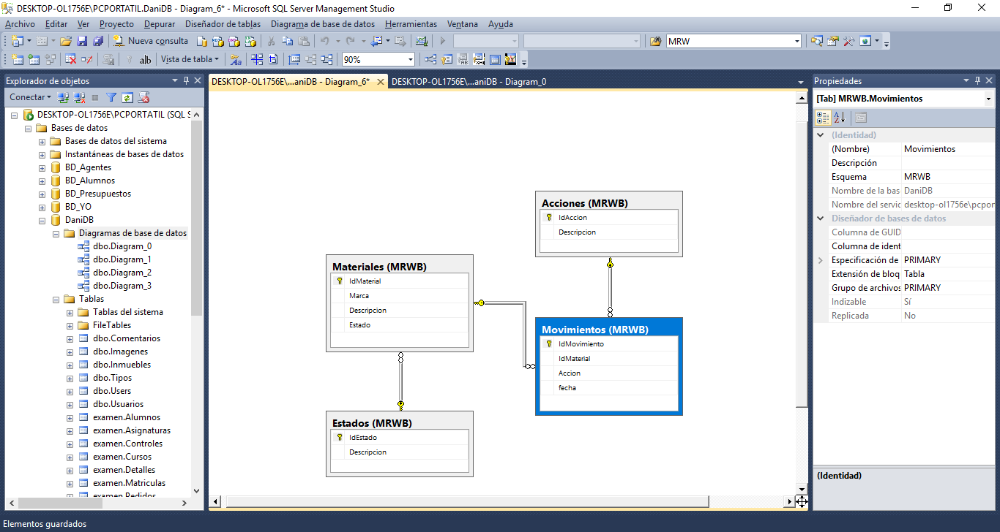 DESKTOP-OL1756E\PCPORTATIL.DaniDB - Diagram_6* - Microsoft SQL Server Management Studio
Archivo Editar Ver Proyecto Depurar Diseñador de tablas Diagrama de base de datos Herramientas Ventana Ayuda
Nueva consulta MRW
Vista de tabla 90%
Explorador de objetos
Conectar
DESKTOP-OL1756E\PCPORTATIL (SQL S
Bases de datos
Bases de datos del sistema
Instantáneas de bases de datos
BD_Agentes
BD_Alumnos
BD_Presupuestos
BD_YO
DaniDB
Diagramas de base de datos
dbo.Diagram_0
dbo.Diagram_1
dbo.Diagram_2
dbo.Diagram_3
Tablas
Tablas del sistema
FileTables
dbo.Comentarios
dbo.Imagenes
dbo.Inmuebles
dbo.Tipos
dbo.Users
dbo.Usuarios
examen.Alumnos
examen.Asignaturas
examen.Controles
examen.Cursos
examen.Detalles
examen.Matriculas
examen.Pedidos
DESKTOP-OL1756E\...aniDB - Diagram_6* DESKTOP-OL1756E\...aniDB - Diagram_0
Acciones (MRWB)
IdAccion
Descripcion
Materiales (MRWB)
IdMaterial
Marca
Descripcion
Estado
Movimientos (MRWB)
IdMovimiento
IdMaterial
Accion
fecha
Estados (MRWB)
IdEstado
Descripcion
Propiedades
[Tab] MRWB.Movimientos
(Identidad)
(Nombre) Movimientos
Descripción
Esquema MRWB
Nombre de la bas DaniDB
Nombre del servic desktop-ol1756e\pcpor
Diseñador de bases de datos
Columna de GUID
Columna de ident
Especificación de PRIMARY
Extensión de bloq Tabla
Grupo de archivos PRIMARY
Indizable Sí
Replicada No
(Identidad)
Elementos guardados